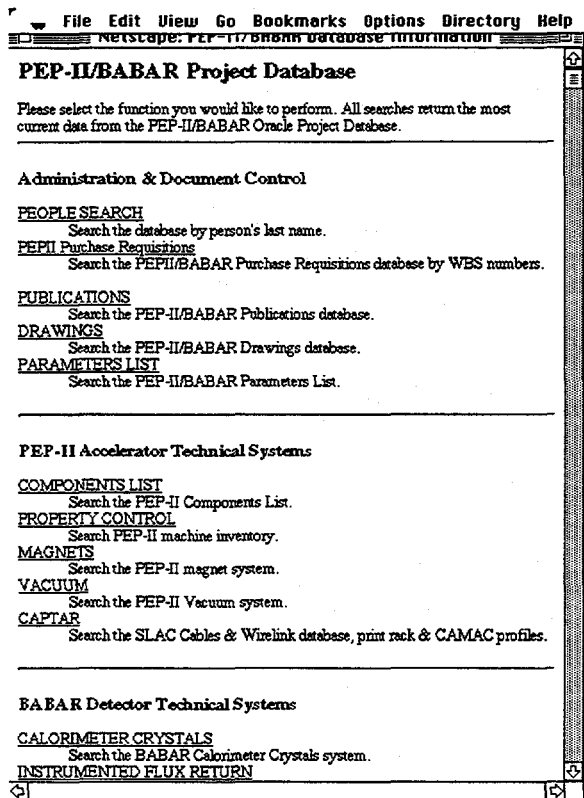 File Edit View Go Bookmarks Options Directory Help
Netscape: PEP-II/BABAR Database Information
PEP-II/BABAR Project Database
Please select the function you would like to perform. All searches return the most
current data from the PEP-II/BABAR Oracle Project Database.
Administration & Document Control
PEOPLE SEARCH
Search the database by person's last name.
PEPII Purchase Requisitions
Search the PEPII/BABAR Purchase Requisitions database by WBS numbers.
PUBLICATIONS
Search the PEP-II/BABAR Publications database.
DRAWINGS
Search the PEP-II/BABAR Drawings database.
PARAMETERS LIST
Search the PEP-II/BABAR Parameters List.
PEP-II Accelerator Technical Systems
COMPONENTS LIST
Search the PEP-II Components List.
PROPERTY CONTROL
Search PEP-II machine inventory.
MAGNETS
Search the PEP-II magnet system.
VACUUM
Search the PEP-II Vacuum system.
CAPTAR
Search the SLAC Cables & Wirelink database, print rack & CAMAC profiles.
BABAR Detector Technical Systems
CALORIMETER CRYSTALS
Search the BABAR Calorimeter Crystals system.
INSTRUMENTED FLUX RETURN